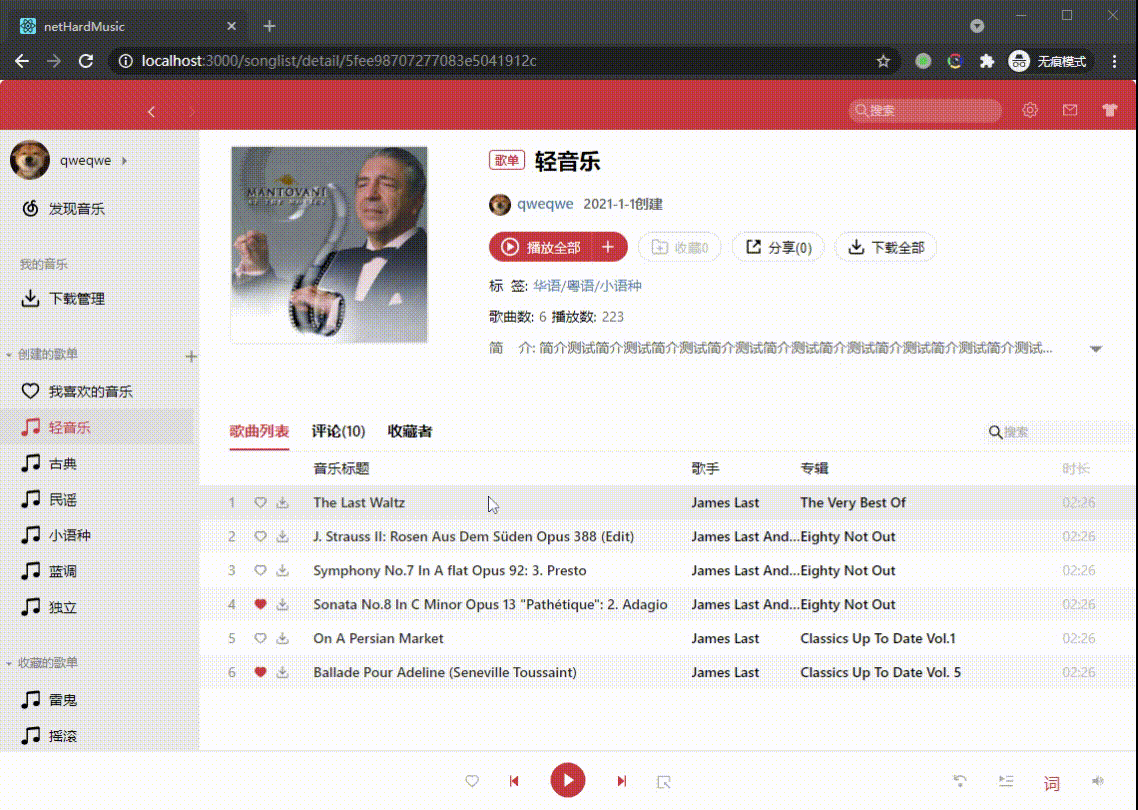 netHardMusic
localhost:3000/songlist/detail/5fee98707277083e5041912c
无痕模式
搜索
qweqwe
发现音乐
我的音乐
下载管理
创建的歌单
我喜欢的音乐
轻音乐
古典
民谣
小语种
蓝调
独立
收藏的歌单
雷鬼
摇滚
MANTOVANI
歌单 轻音乐
qweqwe 2021-1-1创建
播放全部 + 收藏0 分享(0) 下载全部
标 签: 华语/粤语/小语种
歌曲数: 6 播放数: 223
简 介: 简介测试简介测试简介测试简介测试简介测试简介测试简介测试简介测试简介测试...
歌曲列表 评论(10) 收藏者 搜索
音乐标题 歌手 专辑 时长
1 The Last Waltz James Last The Very Best Of 02:26
2 J. Strauss II: Rosen Aus Dem Süden Opus 388 (Edit) James Last And... Eighty Not Out 02:26
3 Symphony No.7 In A flat Opus 92: 3. Presto James Last And... Eighty Not Out 02:26
4 Sonata No.8 In C Minor Opus 13 "Pathétique": 2. Adagio James Last And... Eighty Not Out 02:26
5 On A Persian Market James Last Classics Up To Date Vol.1 02:26
6 Ballade Pour Adeline (Seneville Toussaint) James Last Classics Up To Date Vol. 5 02:26
词